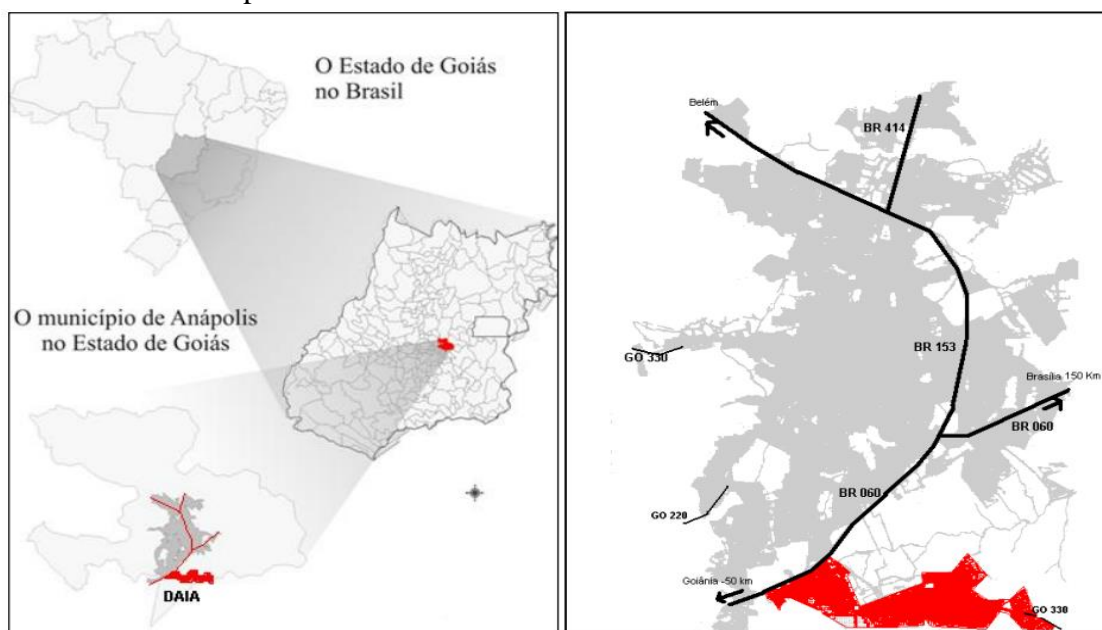 O Estado de Goiás
no Brasil
O município de Anápolis
no Estado de Goiás
DAIA
Belém
BR 414
GO 330
BR 153
Brasília 150 Km
BR 060
BR 060
GO 220
Goiânia -50 km
GO 330